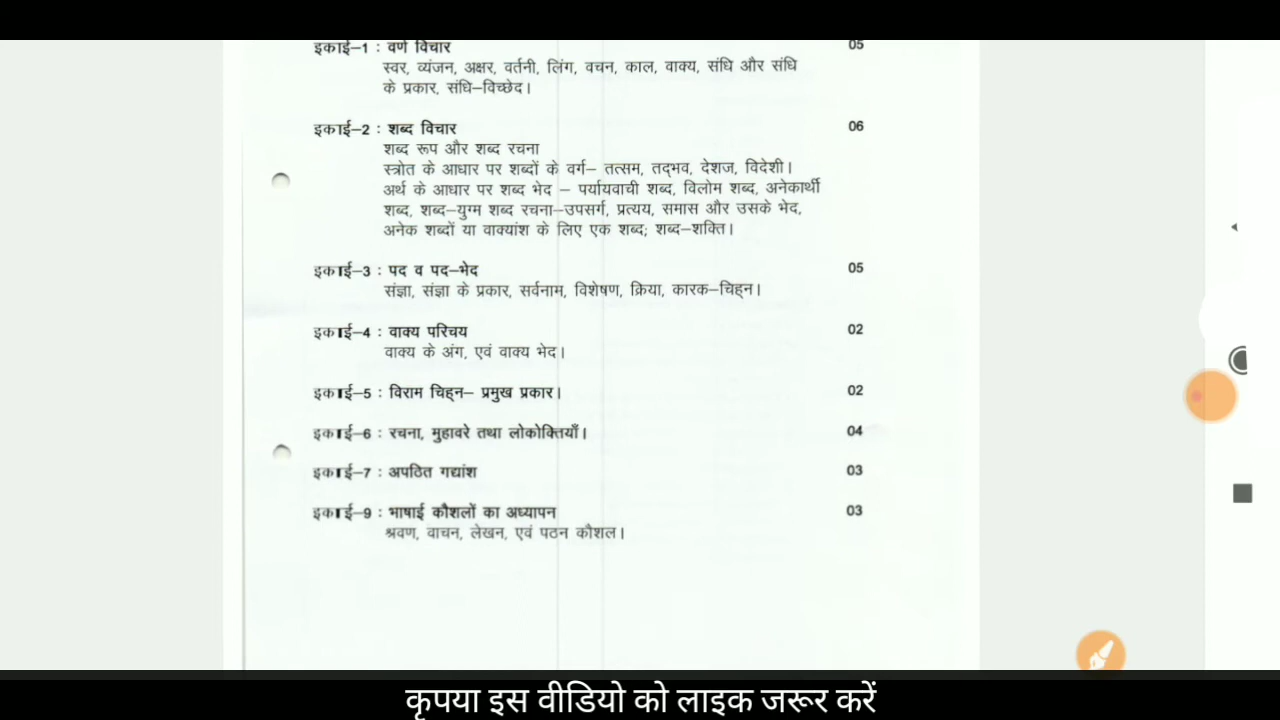 इकाई–1 : वर्ण विचार 05
स्वर, व्यंजन, अक्षर, वर्तनी, लिंग, वचन, काल, वाक्य, संधि और संधि
के प्रकार, संधि–विच्छेद।
इकाई–2 : शब्द विचार 06
शब्द रूप और शब्द रचना
स्त्रोत के आधार पर शब्दों के वर्ग– तत्सम, तद्भव, देशज, विदेशी।
अर्थ के आधार पर शब्द भेद – पर्यायवाची शब्द, विलोम शब्द, अनेकार्थी
शब्द, शब्द–युग्म शब्द रचना–उपसर्ग, प्रत्यय, समास और उसके भेद,
अनेक शब्दों या वाक्यांश के लिए एक शब्द; शब्द–शक्ति।
इकाई–3 : पद व पद–भेद 05
संज्ञा, संज्ञा के प्रकार, सर्वनाम, विशेषण, क्रिया, कारक–चिह्न।
इकाई–4 : वाक्य परिचय 02
वाक्य के अंग, एवं वाक्य भेद।
इकाई–5 : विराम चिह्न– प्रमुख प्रकार। 02
इकाई–6 : रचना, मुहावरे तथा लोकोक्तियाँ। 04
इकाई–7 : अपठित गद्यांश 03
इकाई–9 : भाषाई कौशलों का अध्यापन 03
श्रवण, वाचन, लेखन, एवं पठन कौशल।
कृपया इस वीडियो को लाइक जरूर करें